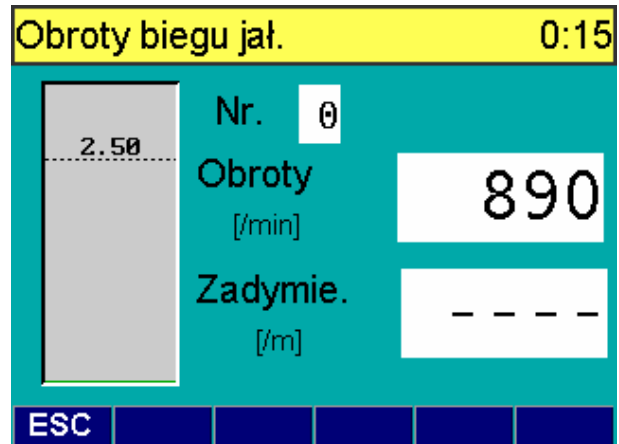 Obroty biegu jał. 0:15
Nr. 0
2.50
Obroty 890
[/min]
Zadymie. ----
[/m]
ESC